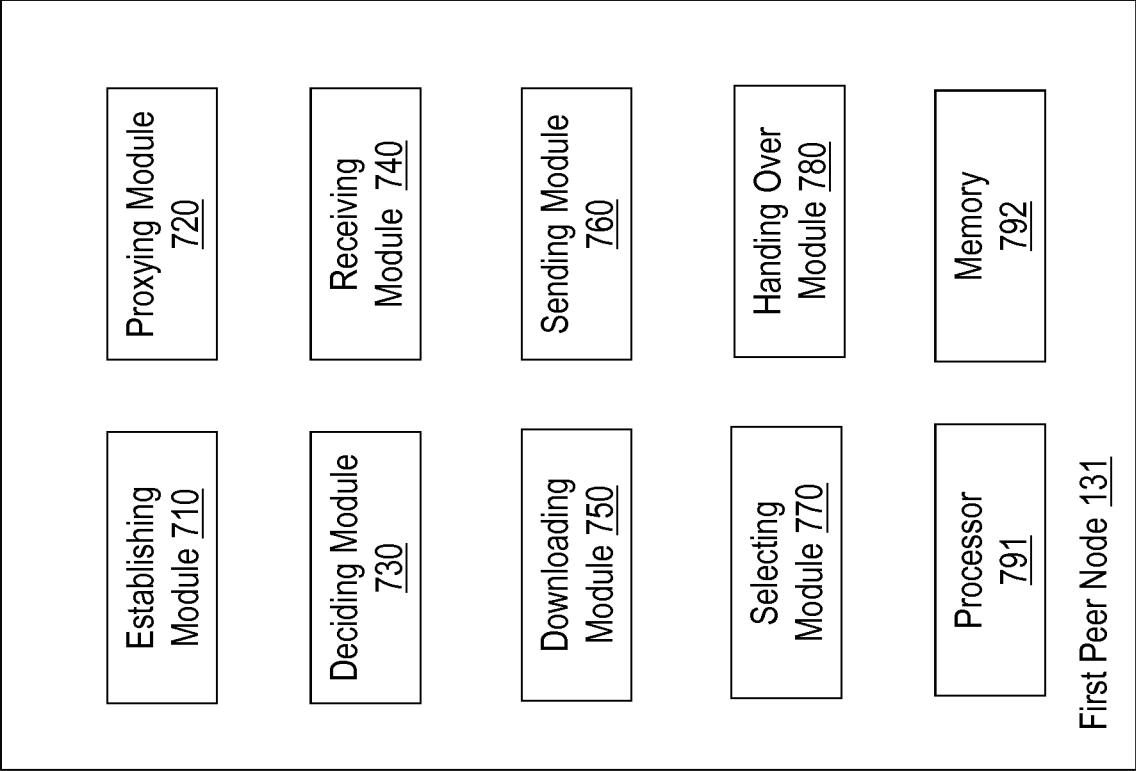 Establishing
Module 710
Proxying Module
720
Deciding Module
730
Receiving
Module 740
Downloading
Module 750
Sending Module
760
Selecting
Module 770
Handing Over
Module 780
Processor
791
Memory
792
First Peer Node 131